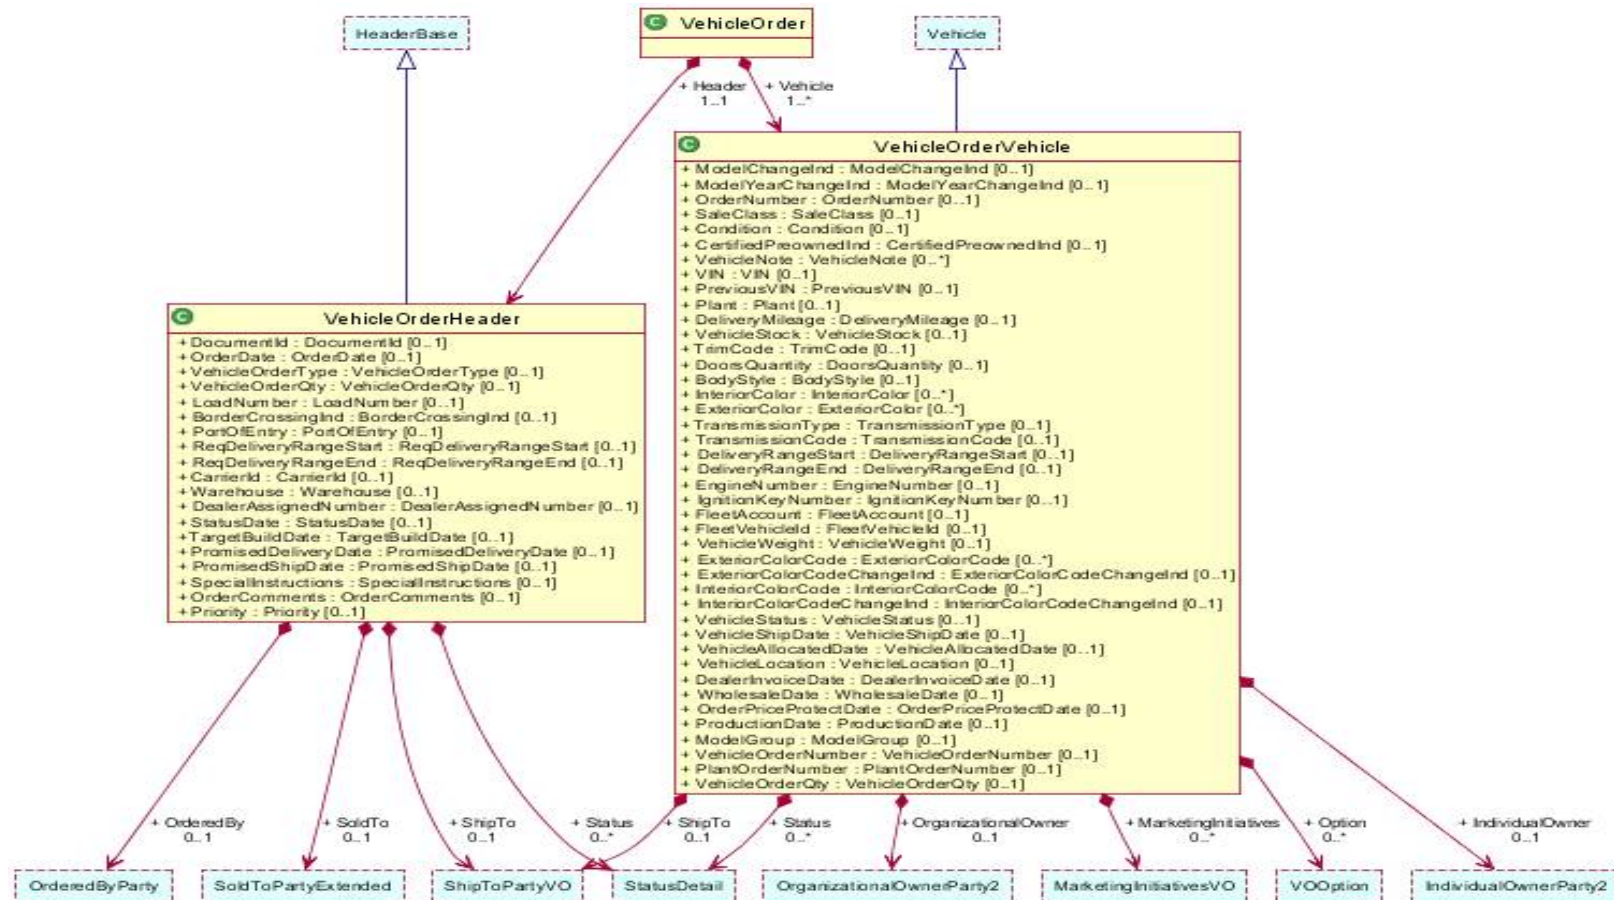 HeaderBase
C VehicleOrder
Vehicle
+ Header
1..1
+ Vehicle
1..*
C VehicleOrderVehicle
+ ModelChangeInd : ModelChangeInd [0..1]
+ ModelYearChangeInd : ModelYearChangeInd [0..1]
+ OrderNumber : OrderNumber [0..1]
+ SaleClass : SaleClass [0..1]
+ Condition : Condition [0..1]
+ CertifiedPreownedInd : CertifiedPreownedInd [0..1]
+ VehicleNote : VehicleNote [0..*]
+ VIN : VIN [0..1]
+ PreviousVIN : PreviousVIN [0..1]
+ Plant : Plant [0..1]
+ DeliveryMileage : DeliveryMileage [0..1]
+ VehicleStock : VehicleStock [0..1]
+ TrimCode : TrimCode [0..1]
+ DoorsQuantity : DoorsQuantity [0..1]
+ BodyStyle : BodyStyle [0..1]
+ InteriorColor : InteriorColor [0..*]
+ ExteriorColor : ExteriorColor [0..*]
+ TransmissionType : TransmissionType [0..1]
+ TransmissionCode : TransmissionCode [0..1]
+ DeliveryRangeStart : DeliveryRangeStart [0..1]
+ DeliveryRangeEnd : DeliveryRangeEnd [0..1]
+ EngineNumber : EngineNumber [0..1]
+ IgnitionKeyNumber : IgnitionKeyNumber [0..1]
+ FleetAccount : FleetAccount [0..1]
+ FleetVehicleId : FleetVehicleId [0..1]
+ VehicleWeight : VehicleWeight [0..1]
+ ExteriorColorCode : ExteriorColorCode [0..*]
+ ExteriorColorCodeChangeInd : ExteriorColorCodeChangeInd [0..1]
+ InteriorColorCode : InteriorColorCode [0..*]
+ InteriorColorCodeChangeInd : InteriorColorCodeChangeInd [0..1]
+ VehicleStatus : VehicleStatus [0..1]
+ VehicleShipDate : VehicleShipDate [0..1]
+ VehicleAllocatedDate : VehicleAllocatedDate [0..1]
+ VehicleLocation : VehicleLocation [0..1]
+ DealerInvoiceDate : DealerInvoiceDate [0..1]
+ WholesaleDate : WholesaleDate [0..1]
+ OrderPriceProtectDate : OrderPriceProtectDate [0..1]
+ ProductionDate : ProductionDate [0..1]
+ ModelGroup : ModelGroup [0..1]
+ VehicleOrderNumber : VehicleOrderNumber [0..1]
+ PlantOrderNumber : PlantOrderNumber [0..1]
+ VehicleOrderQty : VehicleOrderQty [0..1]
C VehicleOrderHeader
+ DocumentId : DocumentId [0..1]
+ OrderDate : OrderDate [0..1]
+ VehicleOrderType : VehicleOrderType [0..1]
+ VehicleOrderQty : VehicleOrderQty [0..1]
+ LoadNumber : LoadNumber [0..1]
+ BorderCrossingInd : BorderCrossingInd [0..1]
+ PortOfEntry : PortOfEntry [0..1]
+ ReqDeliveryRangeStart : ReqDeliveryRangeStart [0..1]
+ ReqDeliveryRangeEnd : ReqDeliveryRangeEnd [0..1]
+ CarrierId : CarrierId [0..1]
+ Warehouse : Warehouse [0..1]
+ DealerAssignedNumber : DealerAssignedNumber [0..1]
+ StatusDate : StatusDate [0..1]
+ TargetBuildDate : TargetBuildDate [0..1]
+ PromisedDeliveryDate : PromisedDeliveryDate [0..1]
+ PromisedShipDate : PromisedShipDate [0..1]
+ SpecialInstructions : SpecialInstructions [0..1]
+ OrderComments : OrderComments [0..1]
+ Priority : Priority [0..1]
+ OrderedBy
0..1
+ SoldTo
0..1
+ ShipTo
0..1
+ Status
0..*
+ ShipTo
0..1
+ Status
0..*
+ OrganizationalOwner
0..1
+ MarketingInitiatives
0..*
+ Option
0..*
+ IndividualOwner
0..1
OrderedByParty
SoldToPartyExtended
ShipToPartyVO
StatusDetail
OrganizationalOwnerParty2
MarketingInitiativesVO
VOOption
IndividualOwnerParty2